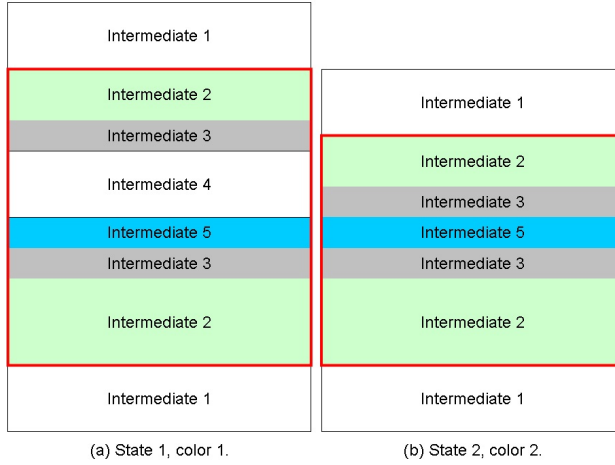 Intermediate 1
Intermediate 2
Intermediate 3
Intermediate 4
Intermediate 5
Intermediate 3
Intermediate 2
Intermediate 1
(a) State 1, color 1.
Intermediate 1
Intermediate 2
Intermediate 3
Intermediate 5
Intermediate 3
Intermediate 2
Intermediate 1
(b) State 2, color 2.